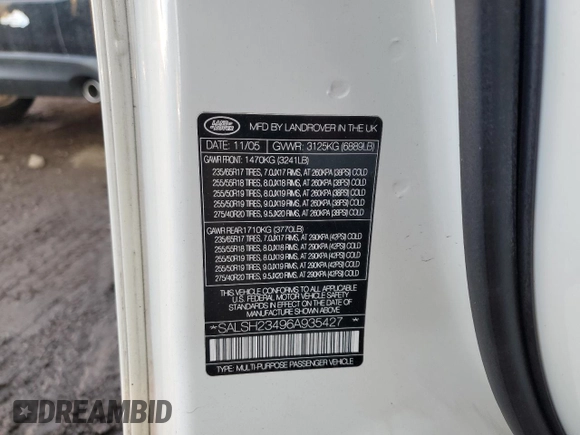 LAND
ROVER
MFD BY LANDROVER IN THE UK
DATE: 11/05 GVWR: 3125KG (6889LB)
GAWR FRONT: 1470KG (3241LB)
235/65R17 TIRES, 7.0JX17 RIMS, AT 260KPA (38PSI) COLD
255/55R18 TIRES, 8.0JX18 RIMS, AT 260KPA (38PSI) COLD
255/50R19 TIRES, 8.0JX19 RIMS, AT 260KPA (38PSI) COLD
255/50R19 TIRES, 9.0JX19 RIMS, AT 260KPA (38PSI) COLD
275/40R20 TIRES, 9.5JX20 RIMS, AT 260KPA (38PSI) COLD
GAWR REAR:1710KG (3770LB)
235/65R17 TIRES, 7.0JX17 RIMS, AT 290KPA (42PSI) COLD
255/55R18 TIRES, 8.0JX18 RIMS, AT 290KPA (42PSI) COLD
255/50R19 TIRES, 8.0JX19 RIMS, AT 290KPA (42PSI) COLD
255/50R19 TIRES, 9.0JX19 RIMS, AT 290KPA (42PSI) COLD
275/40R20 TIRES, 9.5JX20 RIMS, AT 290KPA (42PSI) COLD
THIS VEHICLE CONFORMS TO ALL APPLICABLE
U.S. FEDERAL MOTOR VEHICLE SAFETY
STANDARDS IN EFFECT ON THE DATE OF
MANUFACTURE SHOWN ABOVE
*SALSH23496A935427*
TYPE: MULTI-PURPOSE PASSENGER VEHICLE
DREAMBID